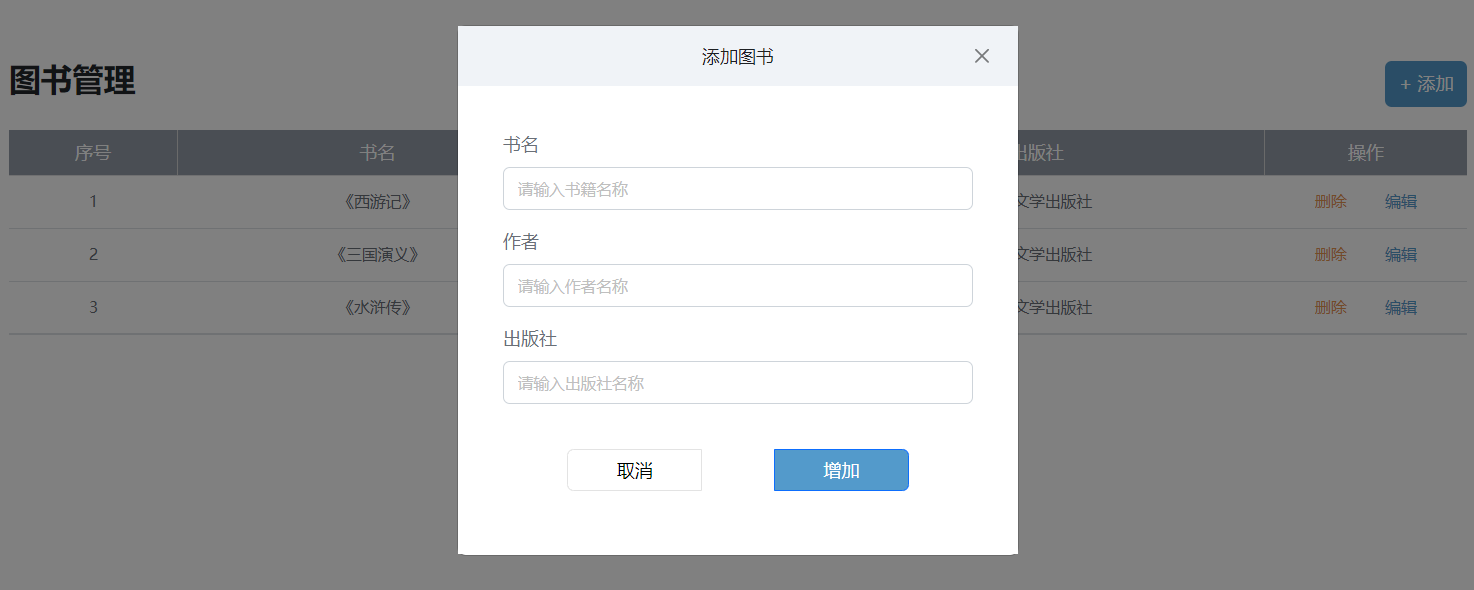 添加图书
图书管理
+ 添加
序号 书名 出版社 操作
1 《西游记》 文学出版社 删除 编辑
2 《三国演义》 文学出版社 删除 编辑
3 《水浒传》 文学出版社 删除 编辑
书名
请输入书籍名称
作者
请输入作者名称
出版社
请输入出版社名称
取消 增加